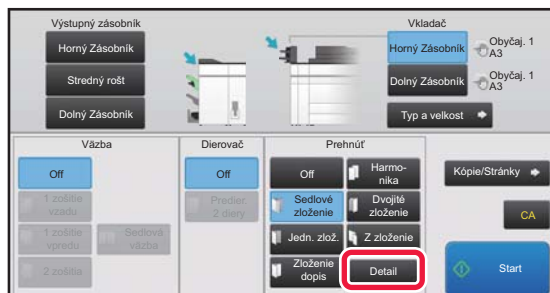 Výstupný zásobník
Horný Zásobník
Stredný rošt
Dolný Zásobník
Vkladač
Horný Zásobník
Obyčaj. 1
A3
Dolný Zásobník
Obyčaj. 1
A3
Typ a velkost
Väzba
Off
1 zošitie
vzadu
1 zošitie
vpredu
Sedlová
väzba
2 zošitia
Dierovač
Off
Predier.
2 diery
Prehnúť
Off
Harmo-
nika
Sedlové
zloženie
Dvojité
zloženie
Jedn. zlož.
Z zloženie
Zloženie
dopis
Detail
Kópie/Stránky
CA
Start